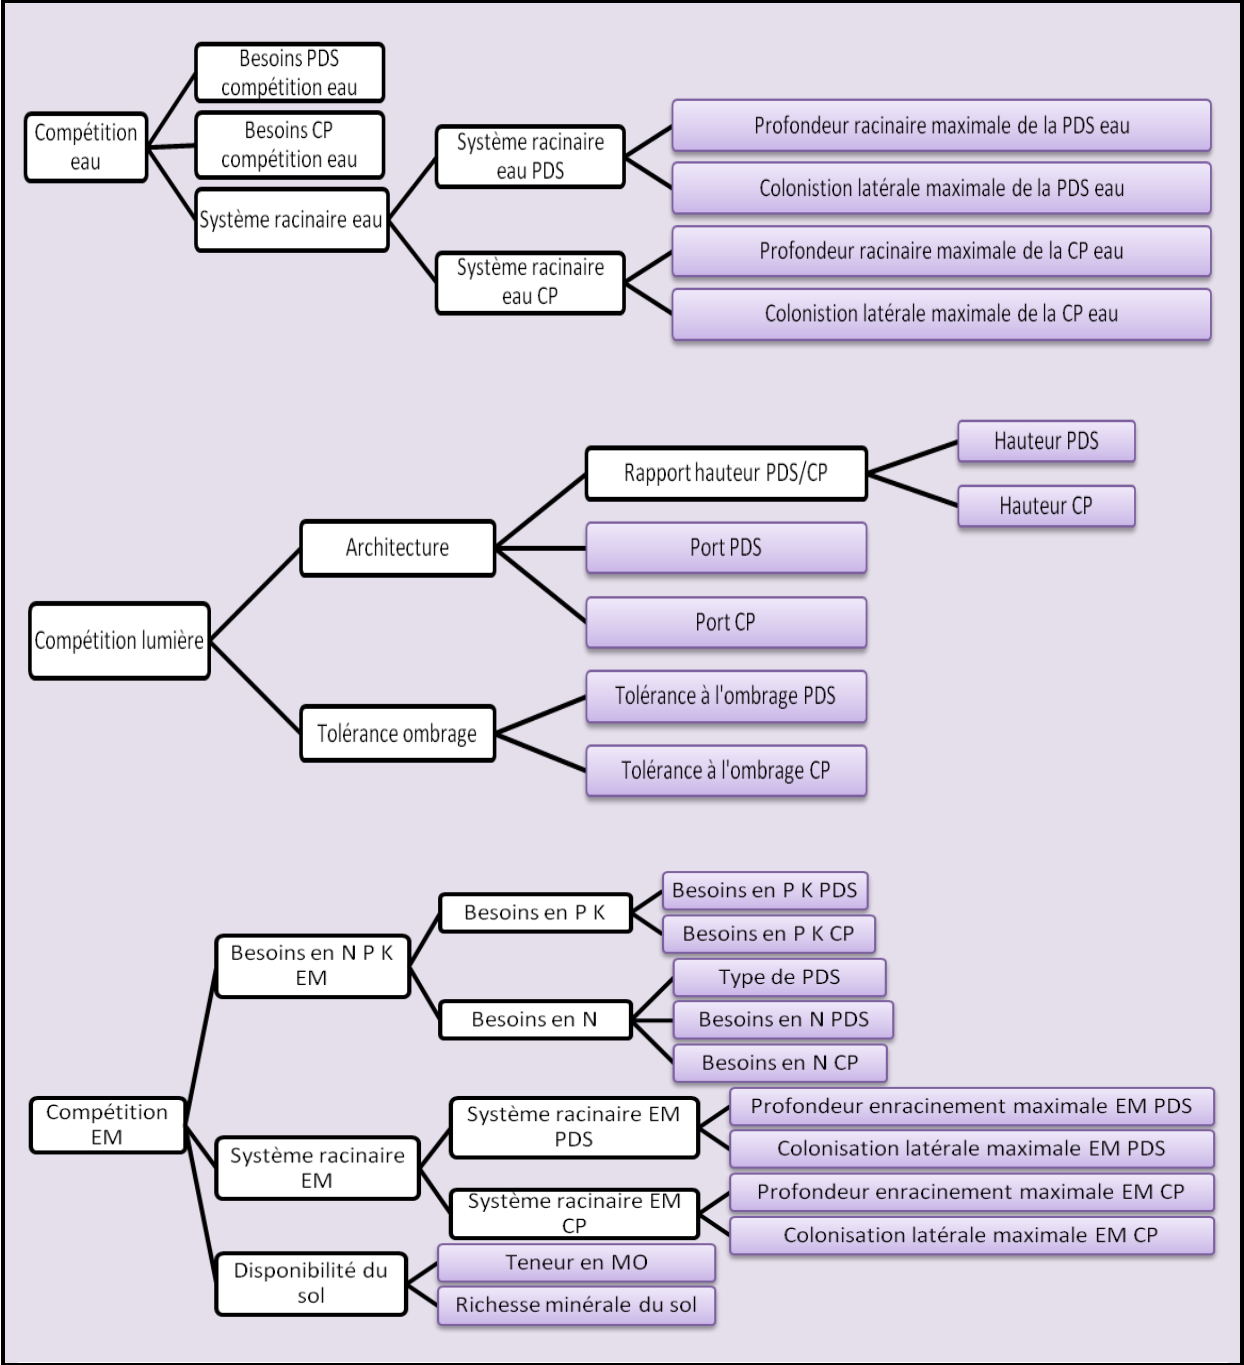 Besoins PDS
compétition eau
Compétition
eau
Besoins CP
compétition eau
Système racinaire eau
Système racinaire
eau PDS
Profondeur racinaire maximale de la PDS eau
Colonistion latérale maximale de la PDS eau
Système racinaire
eau CP
Profondeur racinaire maximale de la CP eau
Colonistion latérale maximale de la CP eau
Compétition lumière
Architecture
Rapport hauteur PDS/CP
Hauteur PDS
Hauteur CP
Port PDS
Port CP
Tolérance ombrage
Tolérance à l'ombrage PDS
Tolérance à l'ombrage CP
Compétition
EM
Besoins en N P K
EM
Besoins en P K
Besoins en P K PDS
Besoins en P K CP
Besoins en N
Type de PDS
Besoins en N PDS
Besoins en N CP
Système racinaire
EM
Système racinaire EM
PDS
Profondeur enracinement maximale EM PDS
Colonisation latérale maximale EM PDS
Système racinaire EM
CP
Profondeur enracinement maximale EM CP
Colonisation latérale maximale EM CP
Disponibilité du
sol
Teneur en MO
Richesse minérale du sol